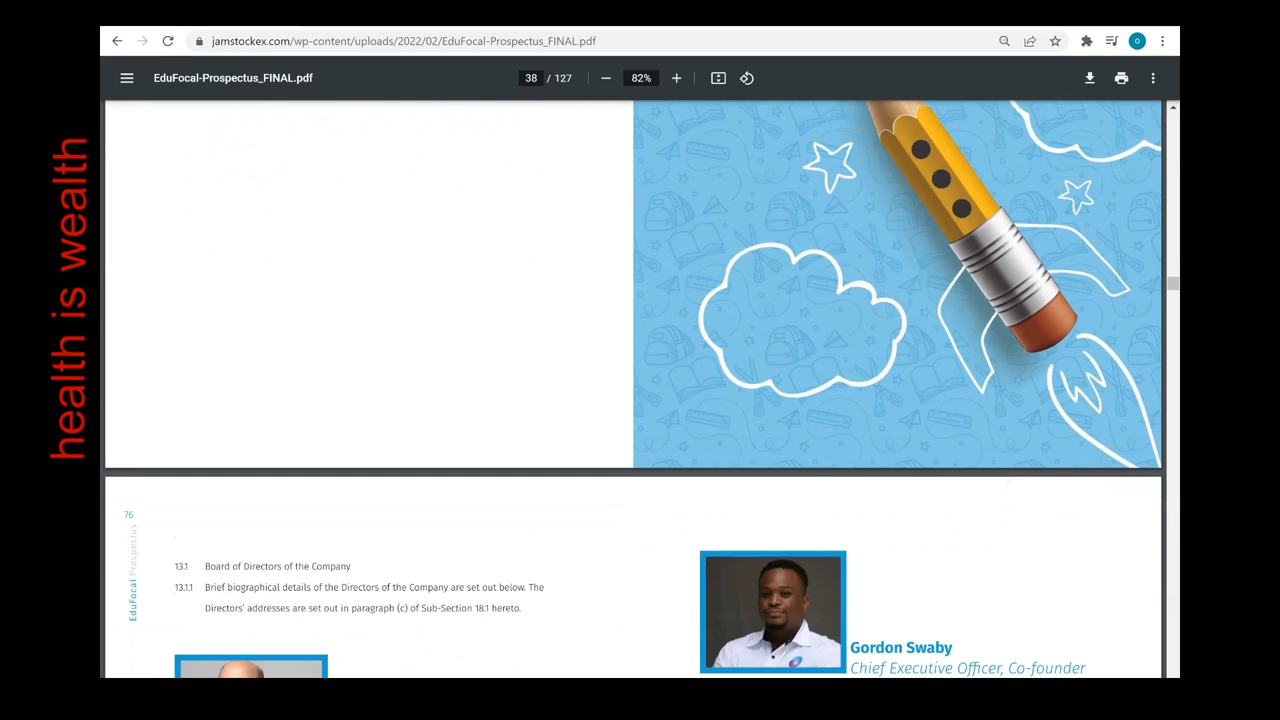 health is wealth
jamstockex.com/wp-content/uploads/2022/02/EduFocal-Prospectus_FINAL.pdf
O
EduFocal-Prospectus_FINAL.pdf
38 / 127
82%
76
EduFocal Prospectus
13.1 Board of Directors of the Company
13.1.1 Brief biographical details of the Directors of the Company are set out below. The
Directors' addresses are set out in paragraph (c) of Sub-Section 18.1 hereto.
Gordon Swaby
Chief Executive Officer, Co-founder